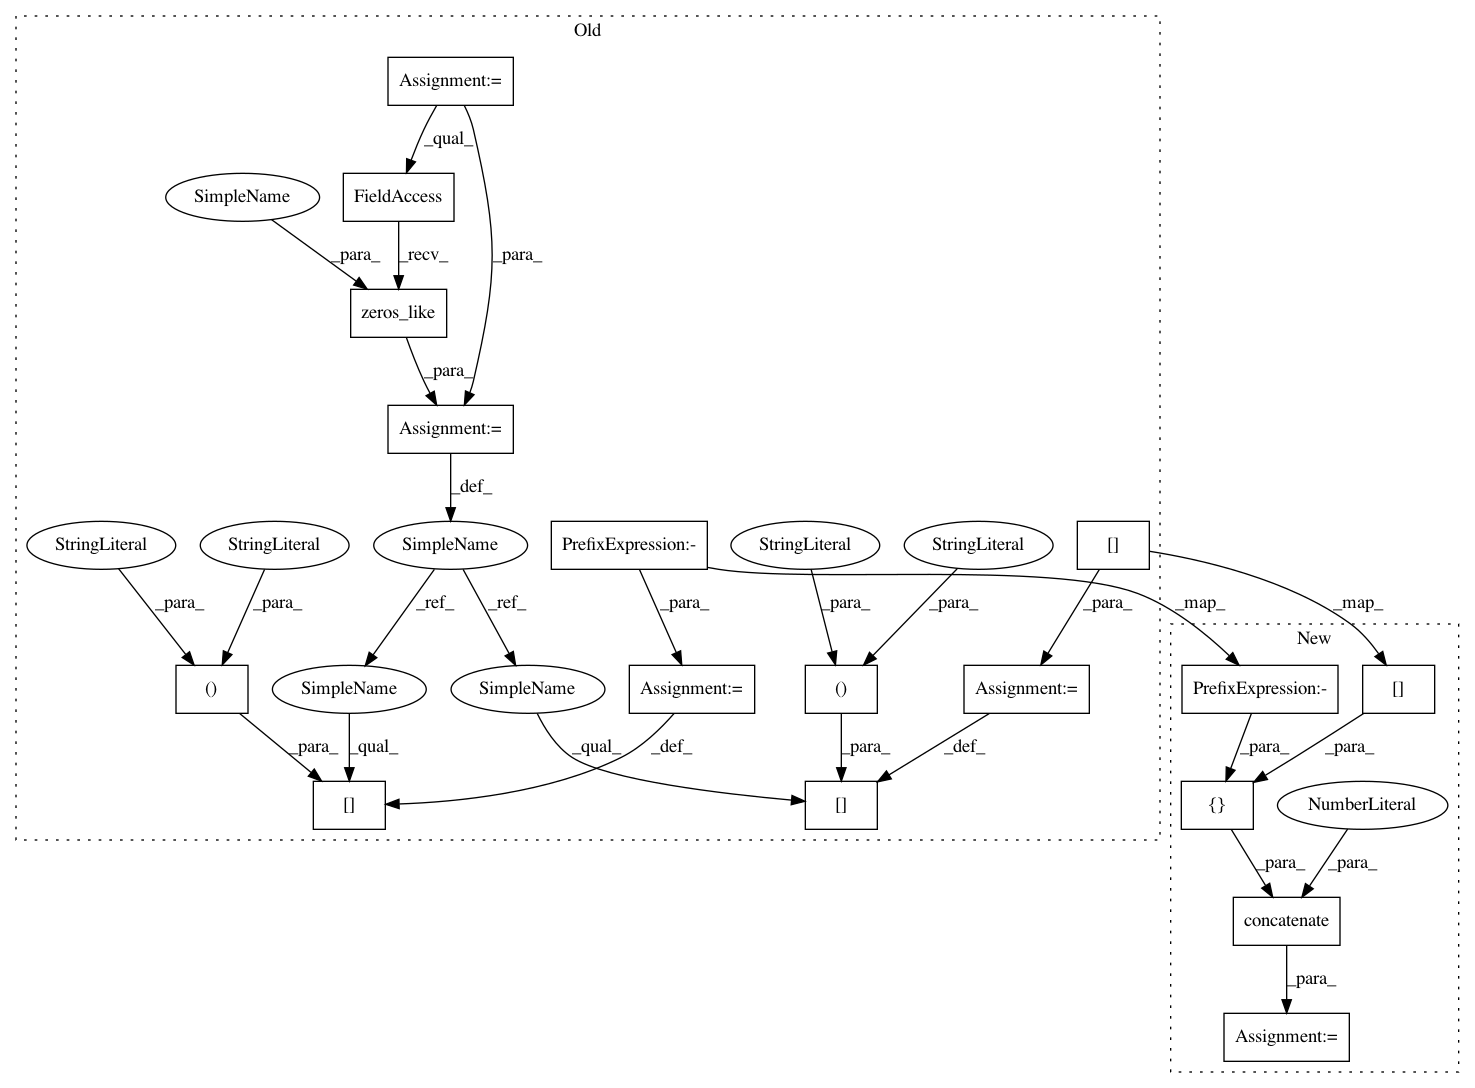 Old
Assignment:=
_qual_
SimpleName
FieldAccess
_para_
_recv_
_para_
zeros_like
_para_
Assignment:=
_def_
StringLiteral
StringLiteral
SimpleName
PrefixExpression:-
StringLiteral
StringLiteral
[]
_para_
_para_
_ref_
_ref_
_para_
_para_
_para_
_para_
_map_
_map_
New
()
SimpleName
SimpleName
Assignment:=
()
Assignment:=
PrefixExpression:-
[]
_para_
_qual_
_qual_
_def_
_para_
_def_
_para_
_para_
[]
[]
{}
NumberLiteral
_para_
_para_
concatenate
_para_
Assignment:=